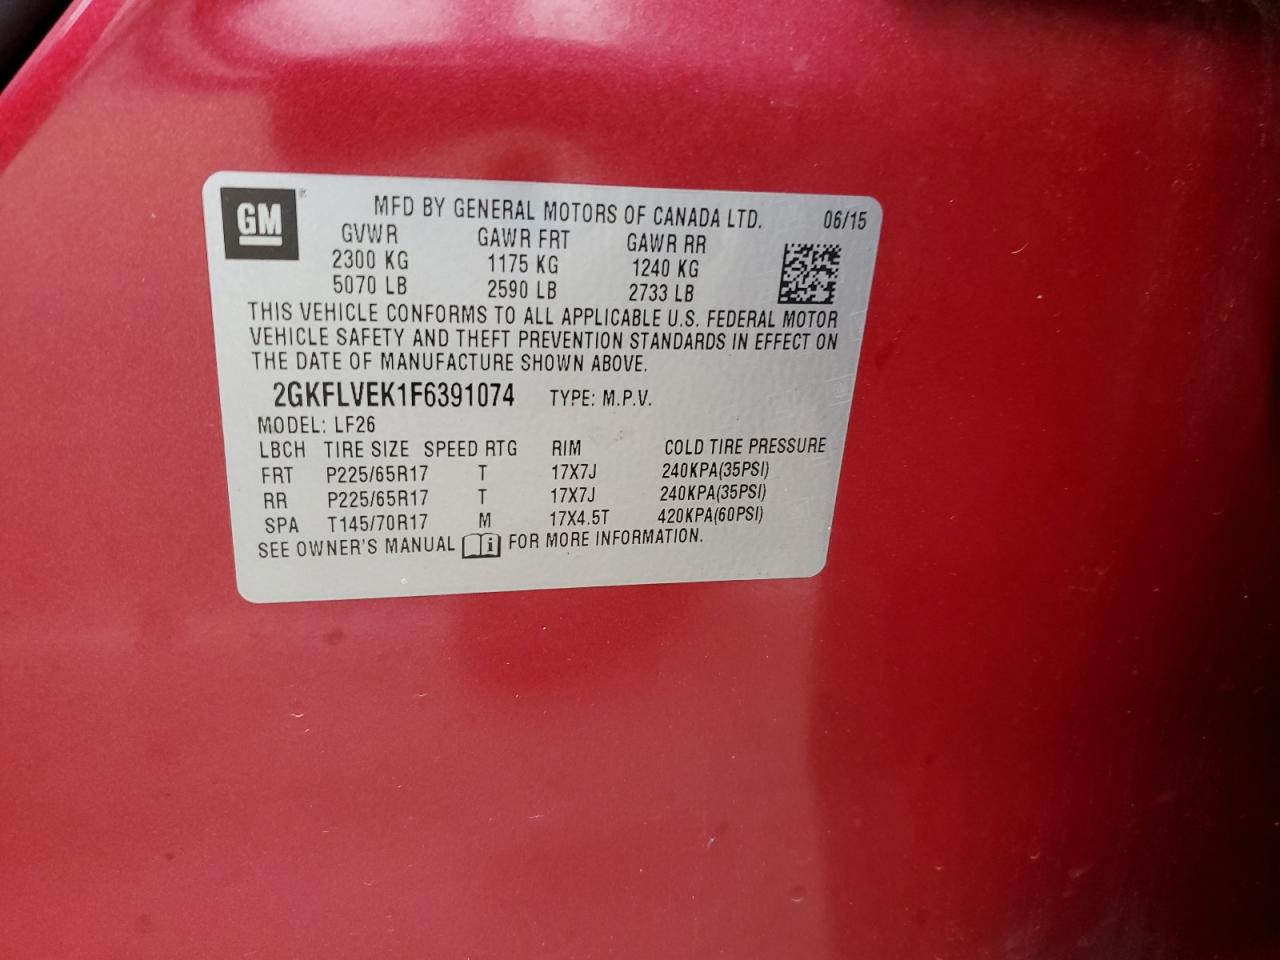 GM® MFD BY GENERAL MOTORS OF CANADA LTD. 06/15
GVWR GAWR FRT GAWR RR
2300 KG 1175 KG 1240 KG
5070 LB 2590 LB 2733 LB
THIS VEHICLE CONFORMS TO ALL APPLICABLE U.S. FEDERAL MOTOR
VEHICLE SAFETY AND THEFT PREVENTION STANDARDS IN EFFECT ON
THE DATE OF MANUFACTURE SHOWN ABOVE.
2GKFLVEK1F6391074 TYPE: M.P.V.
MODEL: LF26
LBCH TIRE SIZE SPEED RTG RIM COLD TIRE PRESSURE
FRT P225/65R17 T 17X7J 240KPA(35PSI)
RR P225/65R17 T 17X7J 240KPA(35PSI)
SPA T145/70R17 M 17X4.5T 420KPA(60PSI)
SEE OWNER'S MANUAL i FOR MORE INFORMATION.